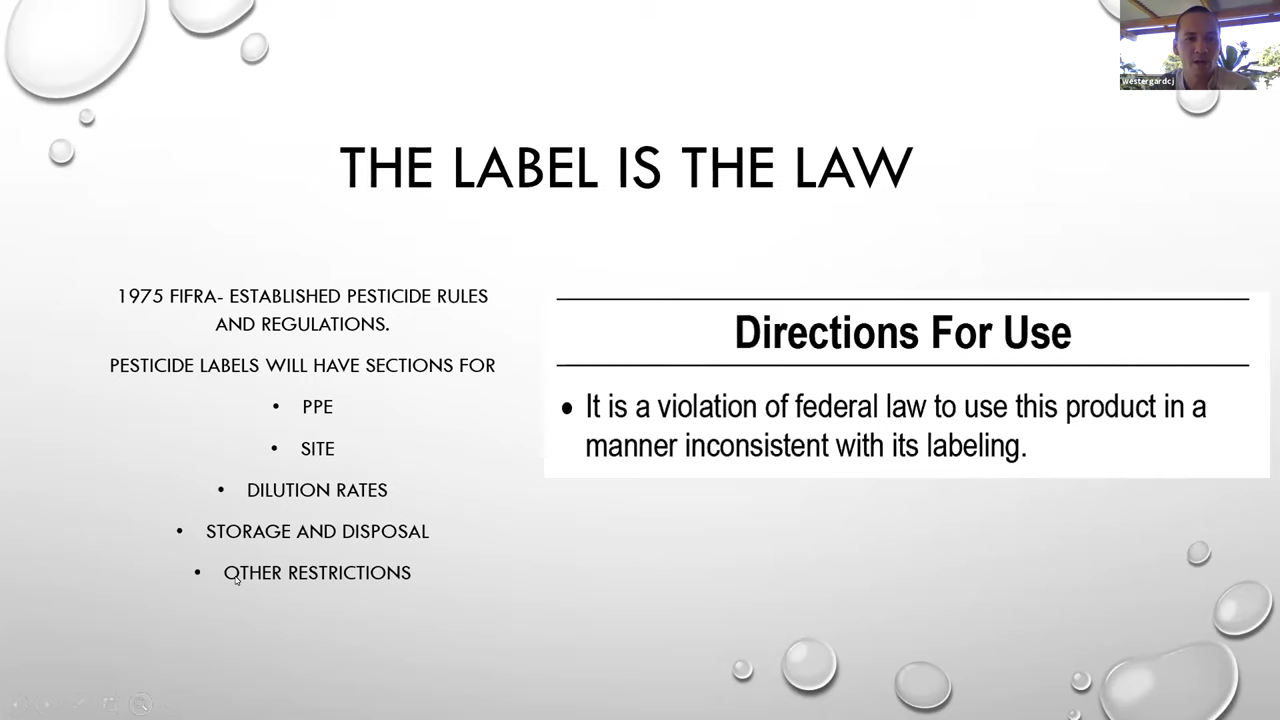 westergardcj
THE LABEL IS THE LAW
1975 FIFRA- ESTABLISHED PESTICIDE RULES
AND REGULATIONS.
PESTICIDE LABELS WILL HAVE SECTIONS FOR
• PPE
• SITE
• DILUTION RATES
• STORAGE AND DISPOSAL
• OTHER RESTRICTIONS
Directions For Use
• It is a violation of federal law to use this product in a
manner inconsistent with its labeling.